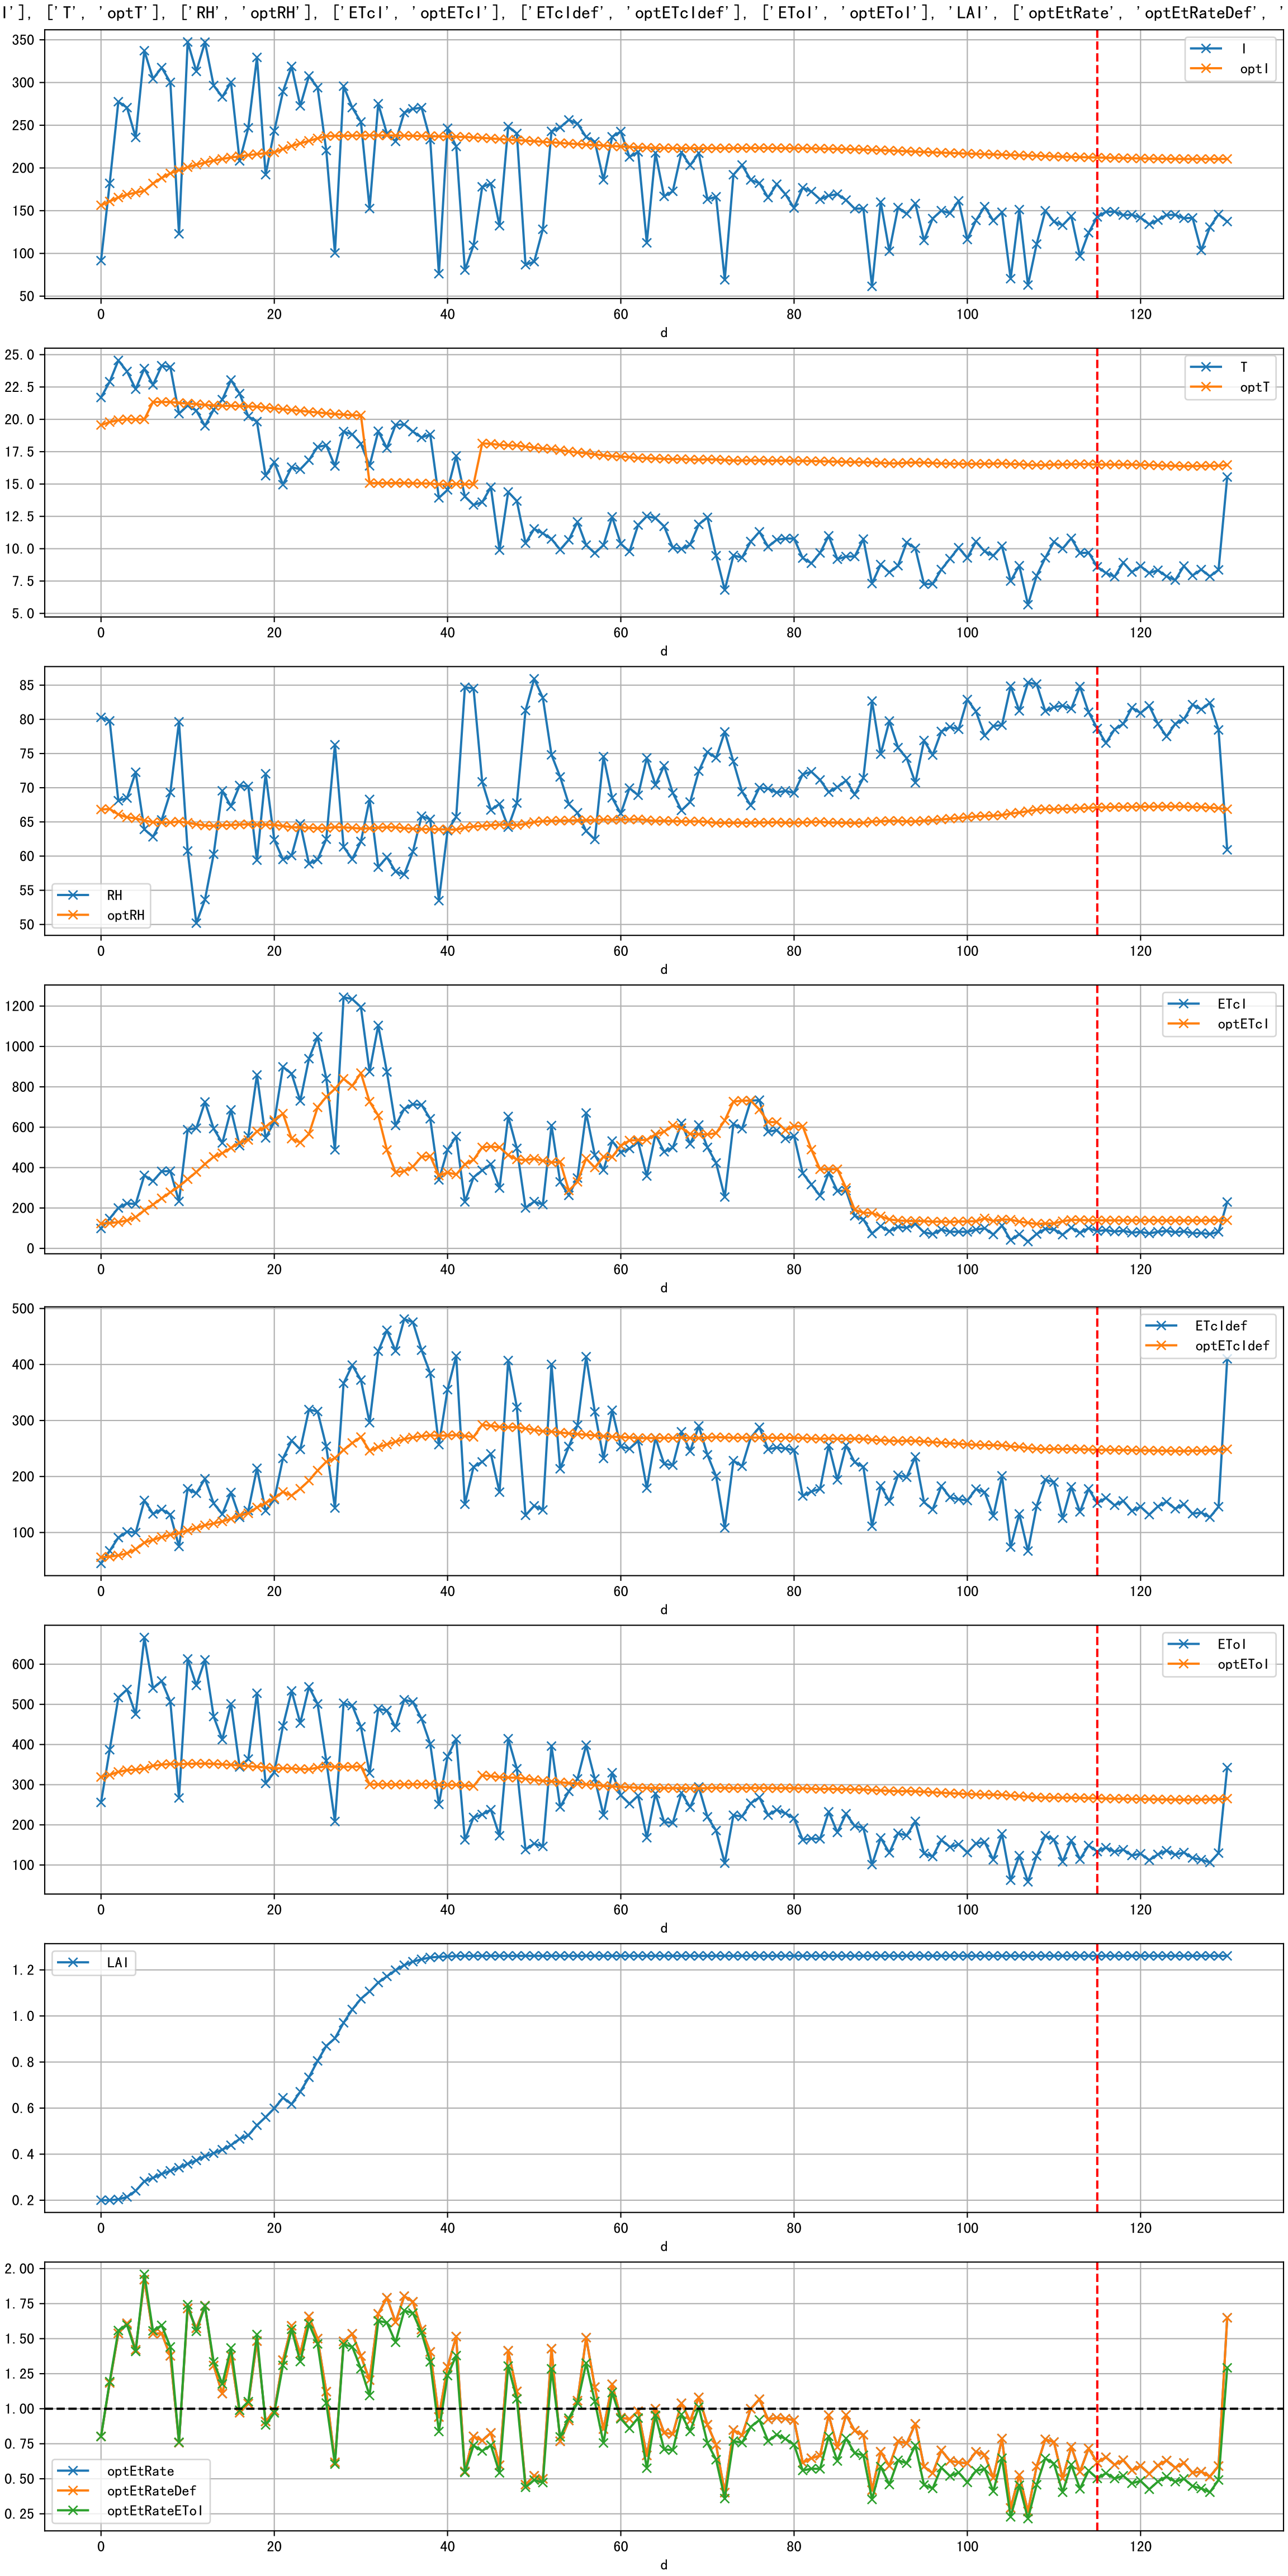 I'], ['T', 'optT'], ['RH', 'optRH'], ['ETcI', 'optETcI'], ['ETcIdef', 'optETcIdef'], ['EToI', 'optEToI'], 'LAI', ['optEtRate', 'optEtRateDef', '
350
300
250
200
150
100
50
I
optI
0 20 40 60 80 100 120
d
25.0
22.5
20.0
17.5
15.0
12.5
10.0
7.5
5.0
T
optT
0 20 40 60 80 100 120
d
85
80
75
70
65
60
55
50
RH
optRH
0 20 40 60 80 100 120
d
1200
1000
800
600
400
200
0
ETcI
optETcI
0 20 40 60 80 100 120
d
500
400
300
200
100
ETcIdef
optETcIdef
0 20 40 60 80 100 120
d
600
500
400
300
200
100
EToI
optEToI
0 20 40 60 80 100 120
d
1.2
1.0
0.8
0.6
0.4
0.2
LAI
0 20 40 60 80 100 120
d
2.00
1.75
1.50
1.25
1.00
0.75
0.50
0.25
optEtRate
optEtRateDef
optEtRateEToI
0 20 40 60 80 100 120
d